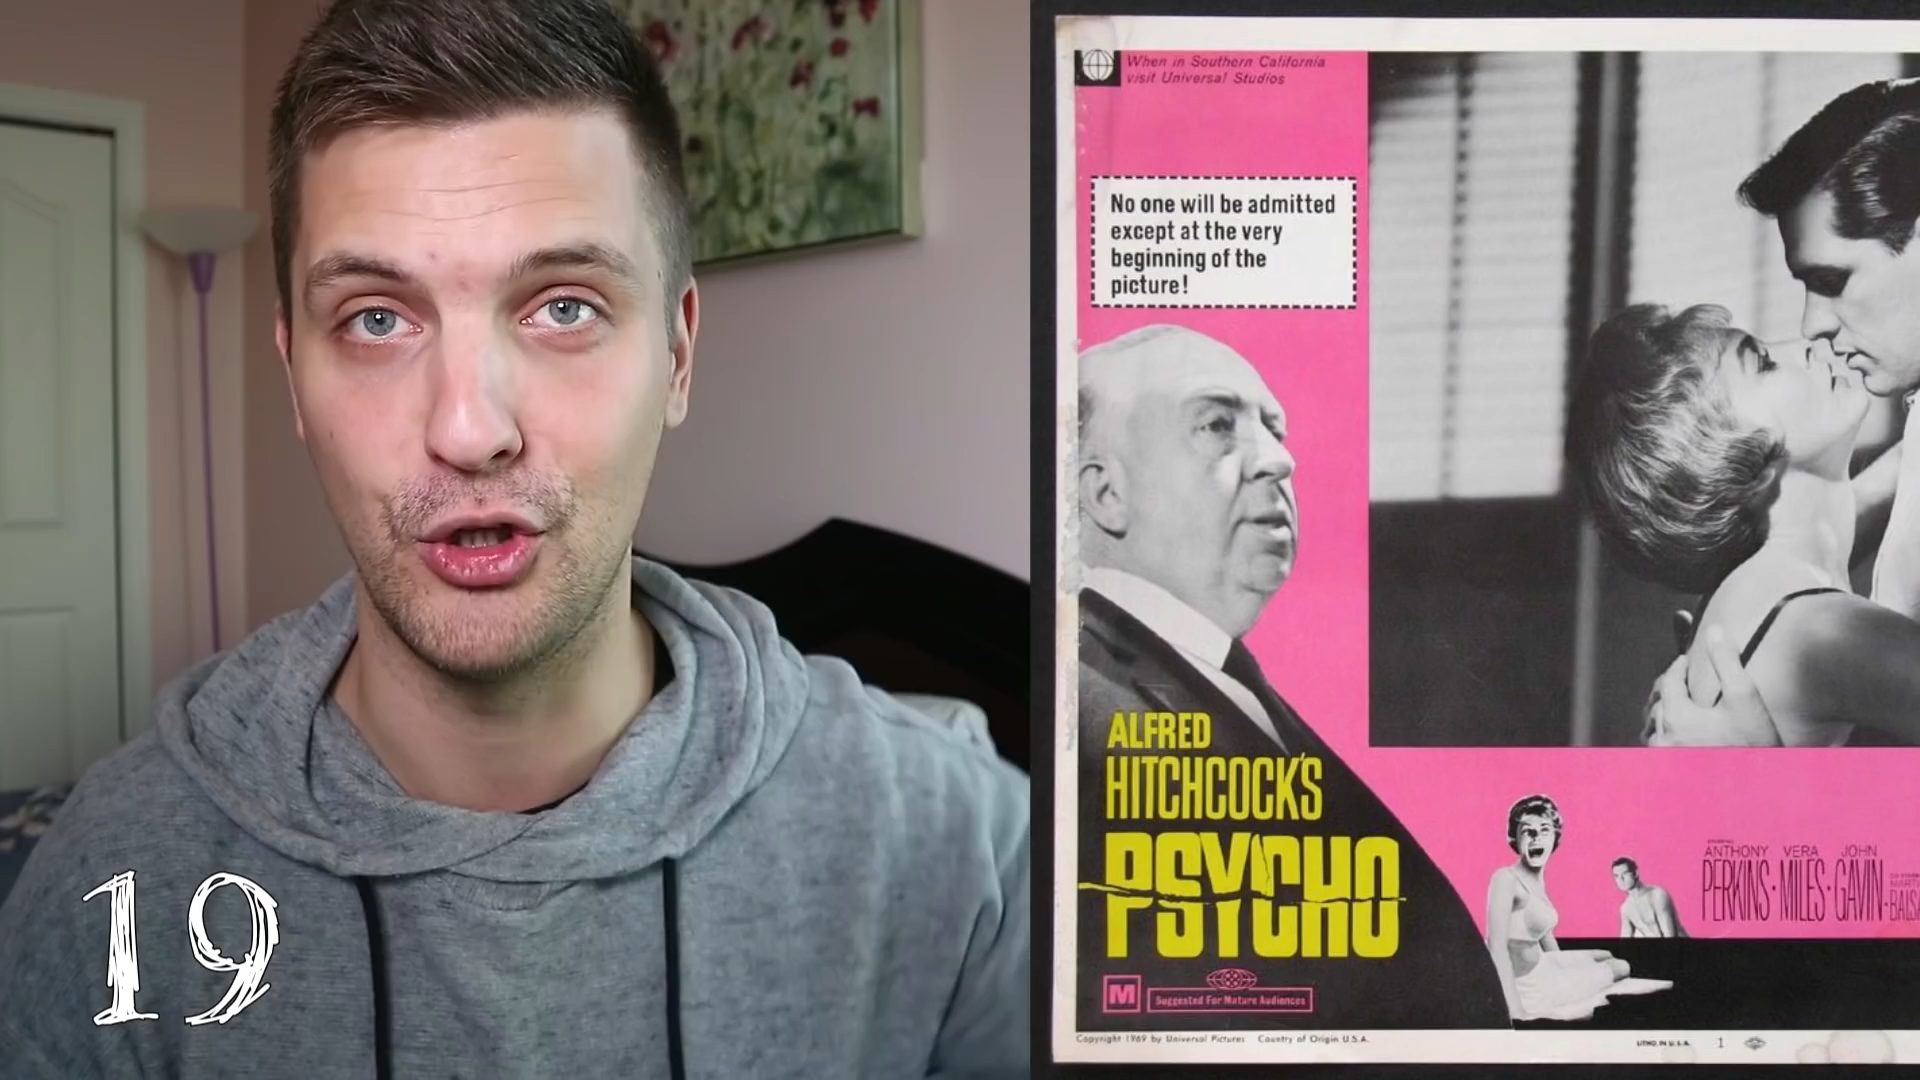 19
When in Southern California
visit Universal Studios
No one will be admitted
except at the very
beginning of the
picture!
ALFRED
HITCHCOCK'S
PSYCHO
M
Suggested For Mature Audiences
ANTHONY VERA JOHN
PERKINS · MILES · GAVIN ·
Copyright 1969 by Universal Pictures Country of Origin U.S.A.
LITHO. IN U.S.A. 1